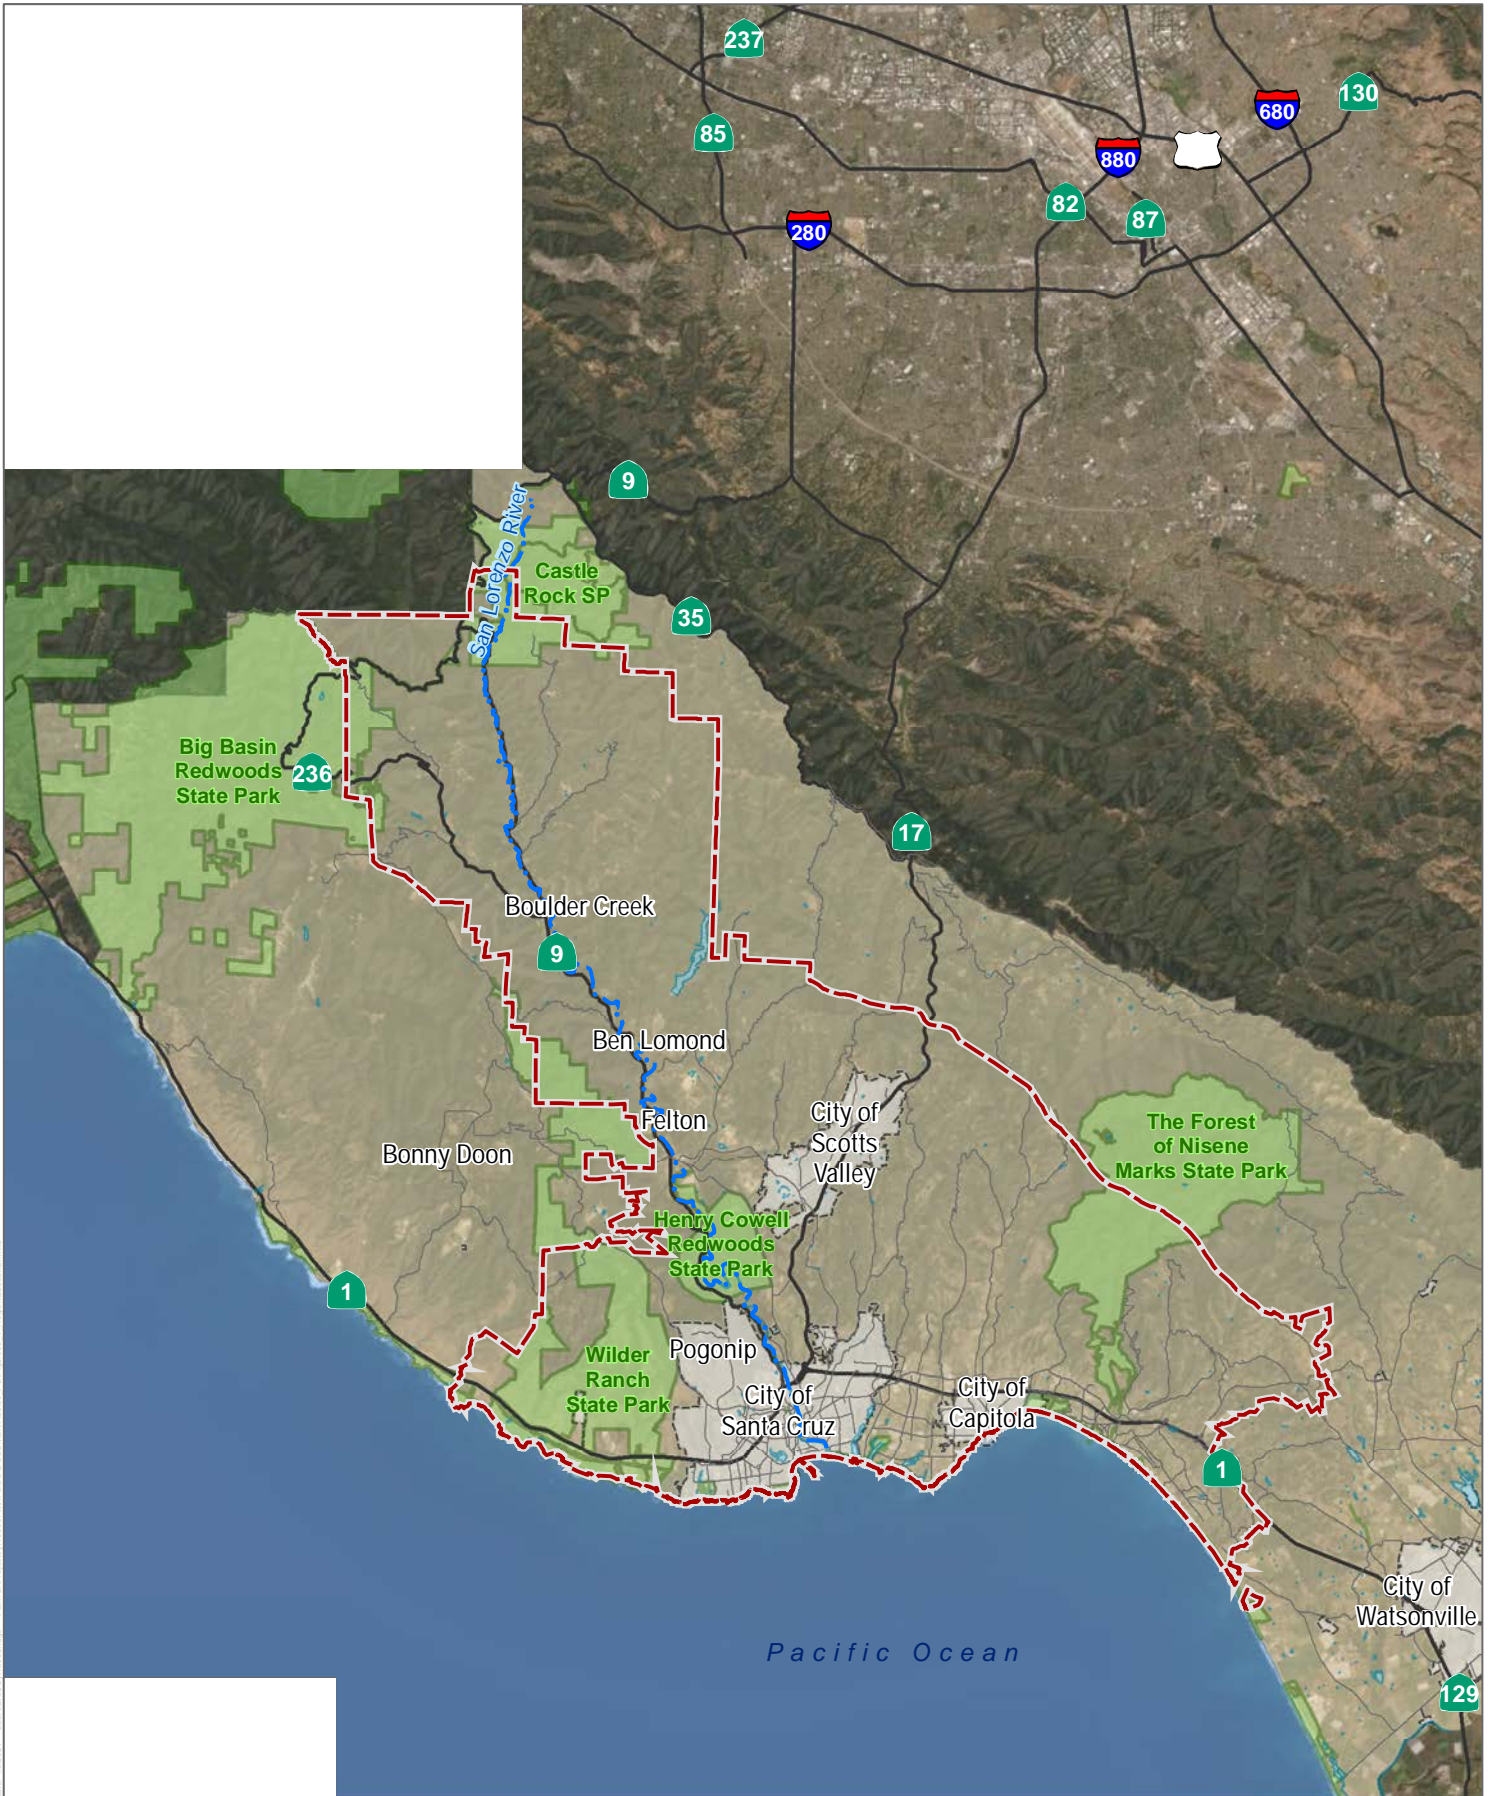 237
130
680
85
880
82
87
280
9
San Lorenzo River
Castle
Rock SP
35
Big Basin
Redwoods
State Park
236
17
Boulder Creek
9
Ben Lomond
Felton
City of
Scotts
Valley
The Forest
of Nisene
Marks State Park
Bonny Doon
Henry Cowell
Redwoods
State Park
1
Pogonip
Wilder
Ranch
State Park
City of
Santa Cruz
City of
Capitola
1
City of
Watsonville
Pacific Ocean
129